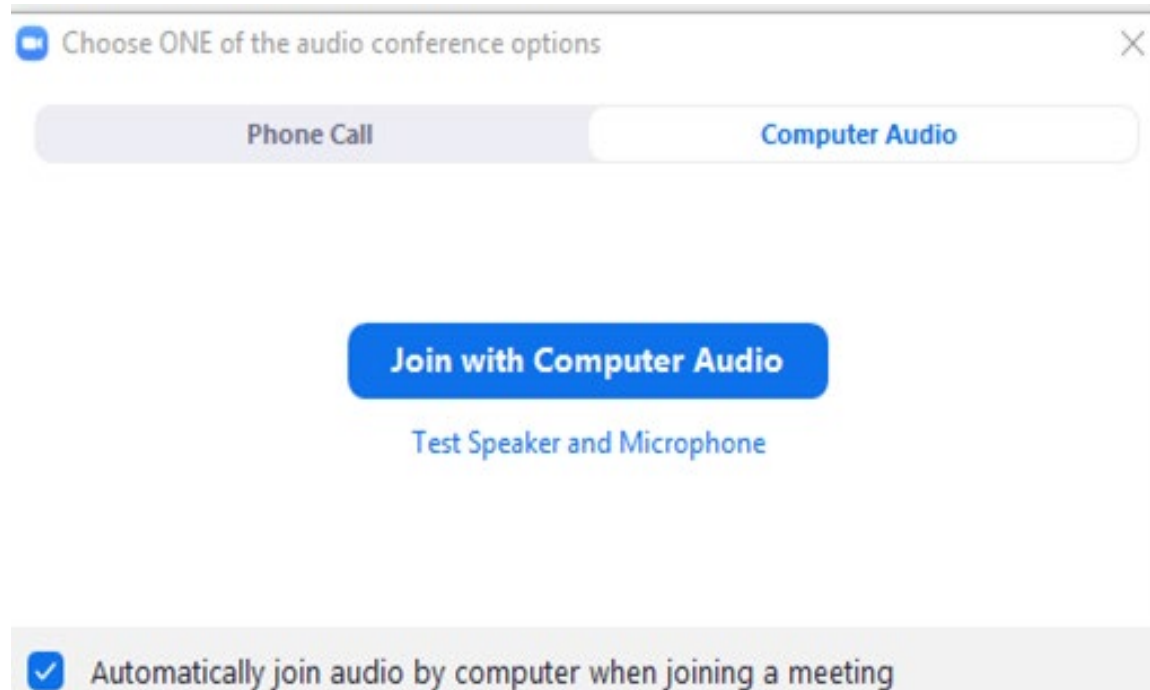 Choose ONE of the audio conference options
Phone Call Computer Audio
Join with Computer Audio
Test Speaker and Microphone
Automatically join audio by computer when joining a meeting